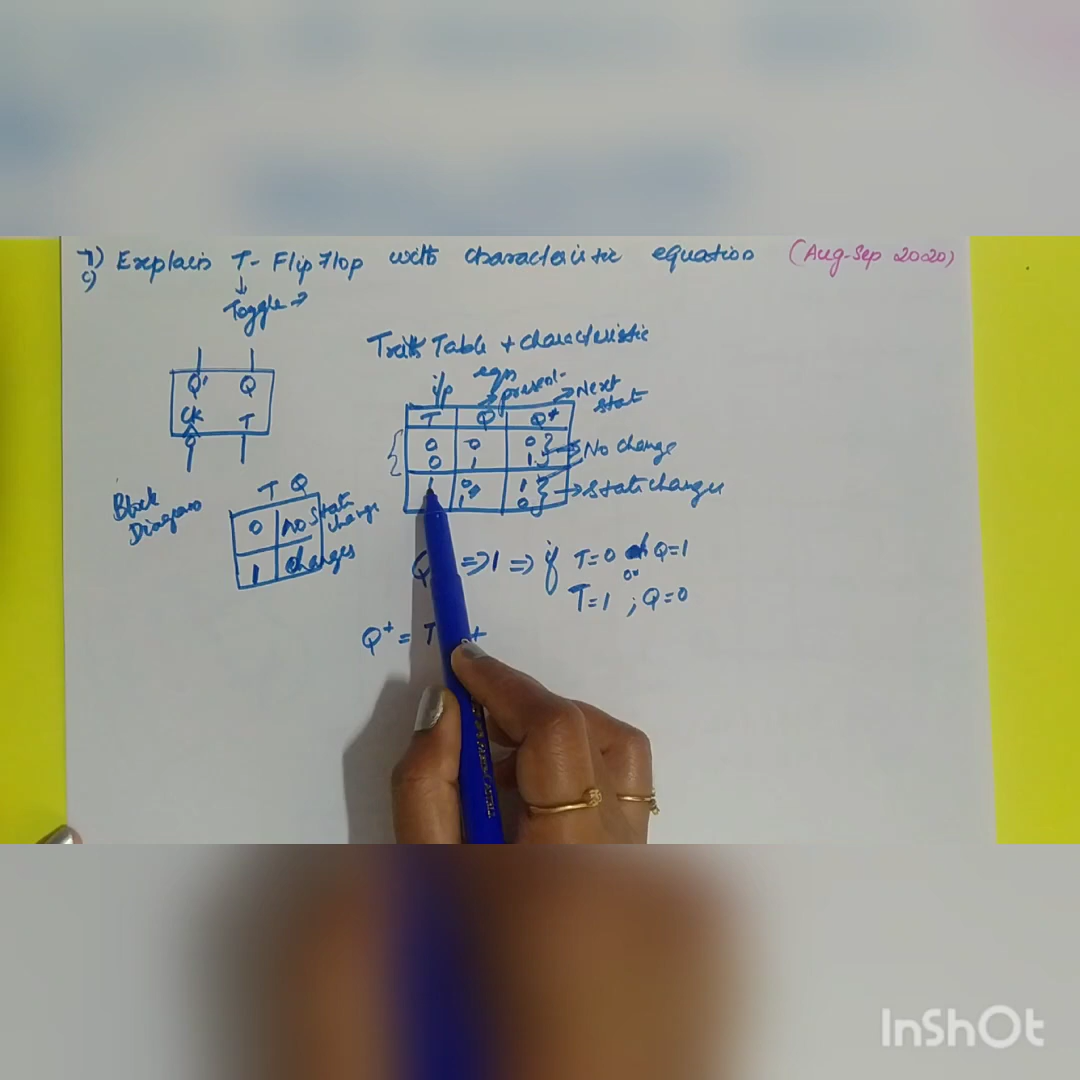 7) Explain T- Flip Flop with characteristic equation (Aug-Sep 2020)
c)
Toggle
Truth Table + characteristic
eqn
i/p present- Next
state
Q' Q
CK T
T Q Q+
0 0 0
0 1 1
No change
1 0 1
1 0
State changes
Block
Diagram
T Q
0 No state change
1 changes
Q ⇒ 1 ⇒ if T=0 Q=1
or
T=1 ; Q=0
Q+ = T +
InShOt